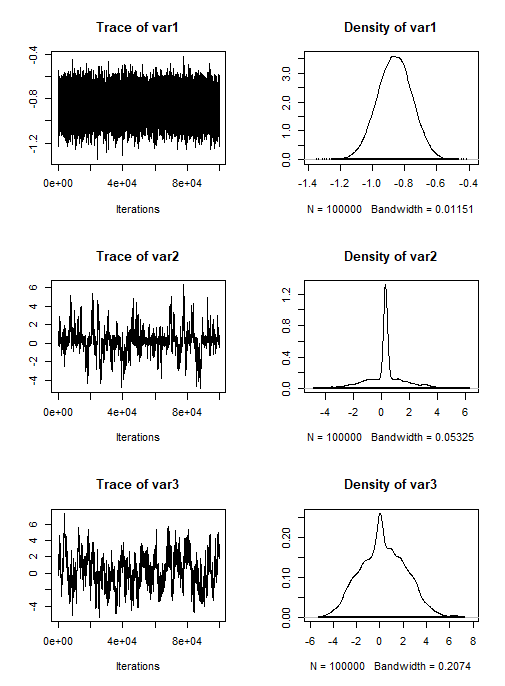 Trace of var1
Density of var1
-0.4
-0.8
-1.2
0e+00 4e+04 8e+04
Iterations
3.0
2.0
1.0
0.0
-1.4 -1.2 -1.0 -0.8 -0.6 -0.4
N = 100000 Bandwidth = 0.01151
Trace of var2
Density of var2
6
4
2
0
-2
-4
0e+00 4e+04 8e+04
Iterations
1.2
0.8
0.4
0.0
-4 -2 0 2 4 6
N = 100000 Bandwidth = 0.05325
Trace of var3
Density of var3
6
4
2
0
-4
0e+00 4e+04 8e+04
Iterations
0.20
0.10
0.00
-6 -4 -2 0 2 4 6 8
N = 100000 Bandwidth = 0.2074